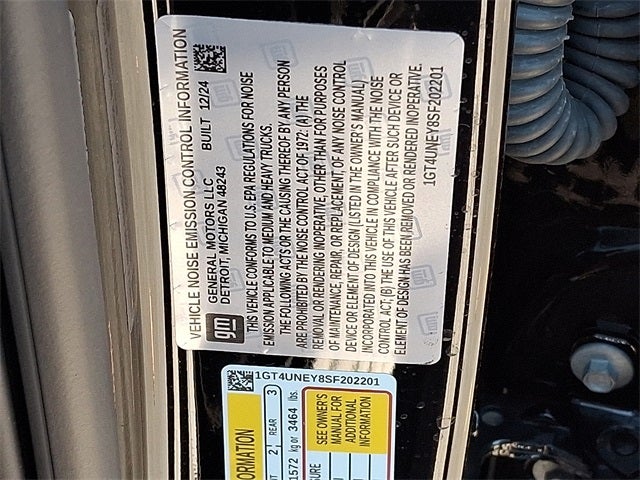 VEHICLE NOISE EMISSION CONTROL INFORMATION
gm
GENERAL MOTORS LLC
DETROIT, MICHIGAN 48243
BUILT 12/24
THIS VEHICLE CONFORMS TO U.S. EPA REGULATIONS FOR NOISE
EMISSION APPLICABLE TO MEDIUM AND HEAVY TRUCKS.
THE FOLLOWING ACTS OR THE CAUSING THEREOF BY ANY PERSON
ARE PROHIBITED BY THE NOISE CONTROL ACT OF 1972: (A) THE
REMOVAL OR RENDERING INOPERATIVE, OTHER THAN FOR PURPOSES
OF MAINTENANCE, REPAIR, OR REPLACEMENT, OF ANY NOISE CONTROL
DEVICE OR ELEMENT OF DESIGN (LISTED IN THE OWNER'S MANUAL)
INCORPORATED INTO THIS VEHICLE IN COMPLIANCE WITH THE NOISE
CONTROL ACT; (B) THE USE OF THIS VEHICLE AFTER SUCH DEVICE OR
ELEMENT OF DESIGN HAS BEEN REMOVED OR RENDERED INOPERATIVE.
1GT4UNEY8SF202201
1GT4UNEY8SF202201
2 REAR 3
1572 kg or 3464 lbs.
SEE OWNER'S
MANUAL FOR
ADDITIONAL
INFORMATION